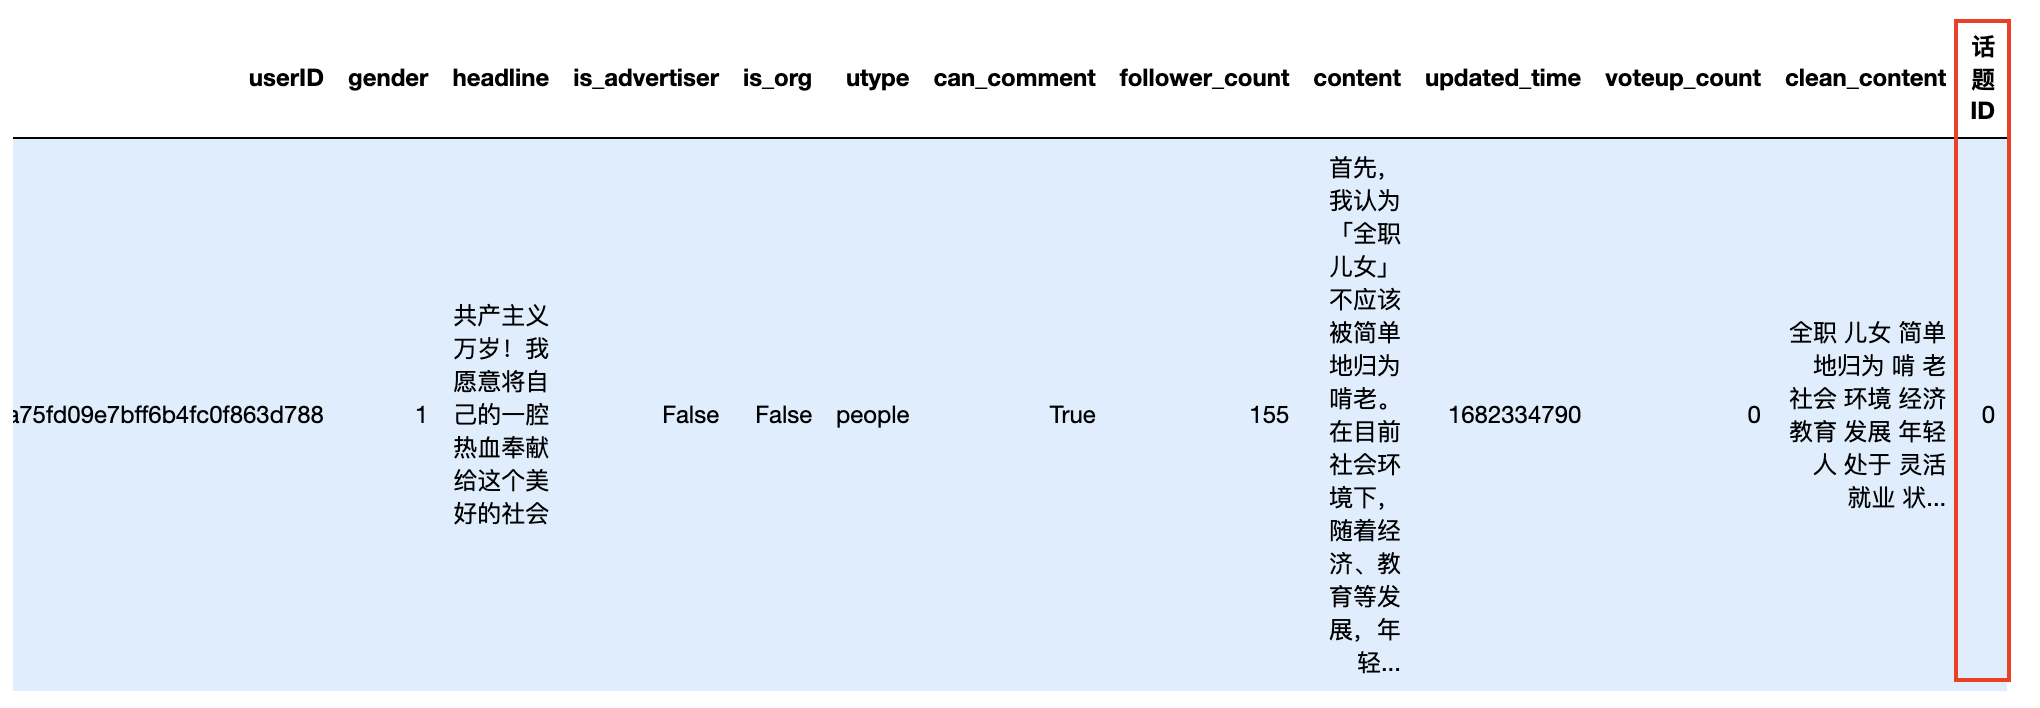 userID gender headline is_advertiser is_org utype can_comment follower_count content updated_time voteup_count clean_content
话
题
ID
a75fd09e7bff6b4fc0f863d788
1
共产主义
万岁！我
愿意将自
己的一腔
热血奉献
给这个美
好的社会
False
False
people
True
155
首先，
我认为
「全职
儿女」
不应该
被简单
地归为
啃老。
在目前
社会环
境下，
随着经
济、教
育等发
展，年
轻...
1682334790
0
全职 儿女 简单
地归为 啃 老
社会 环境 经济
教育 发展 年轻
人 处于 灵活
就业 状...
0